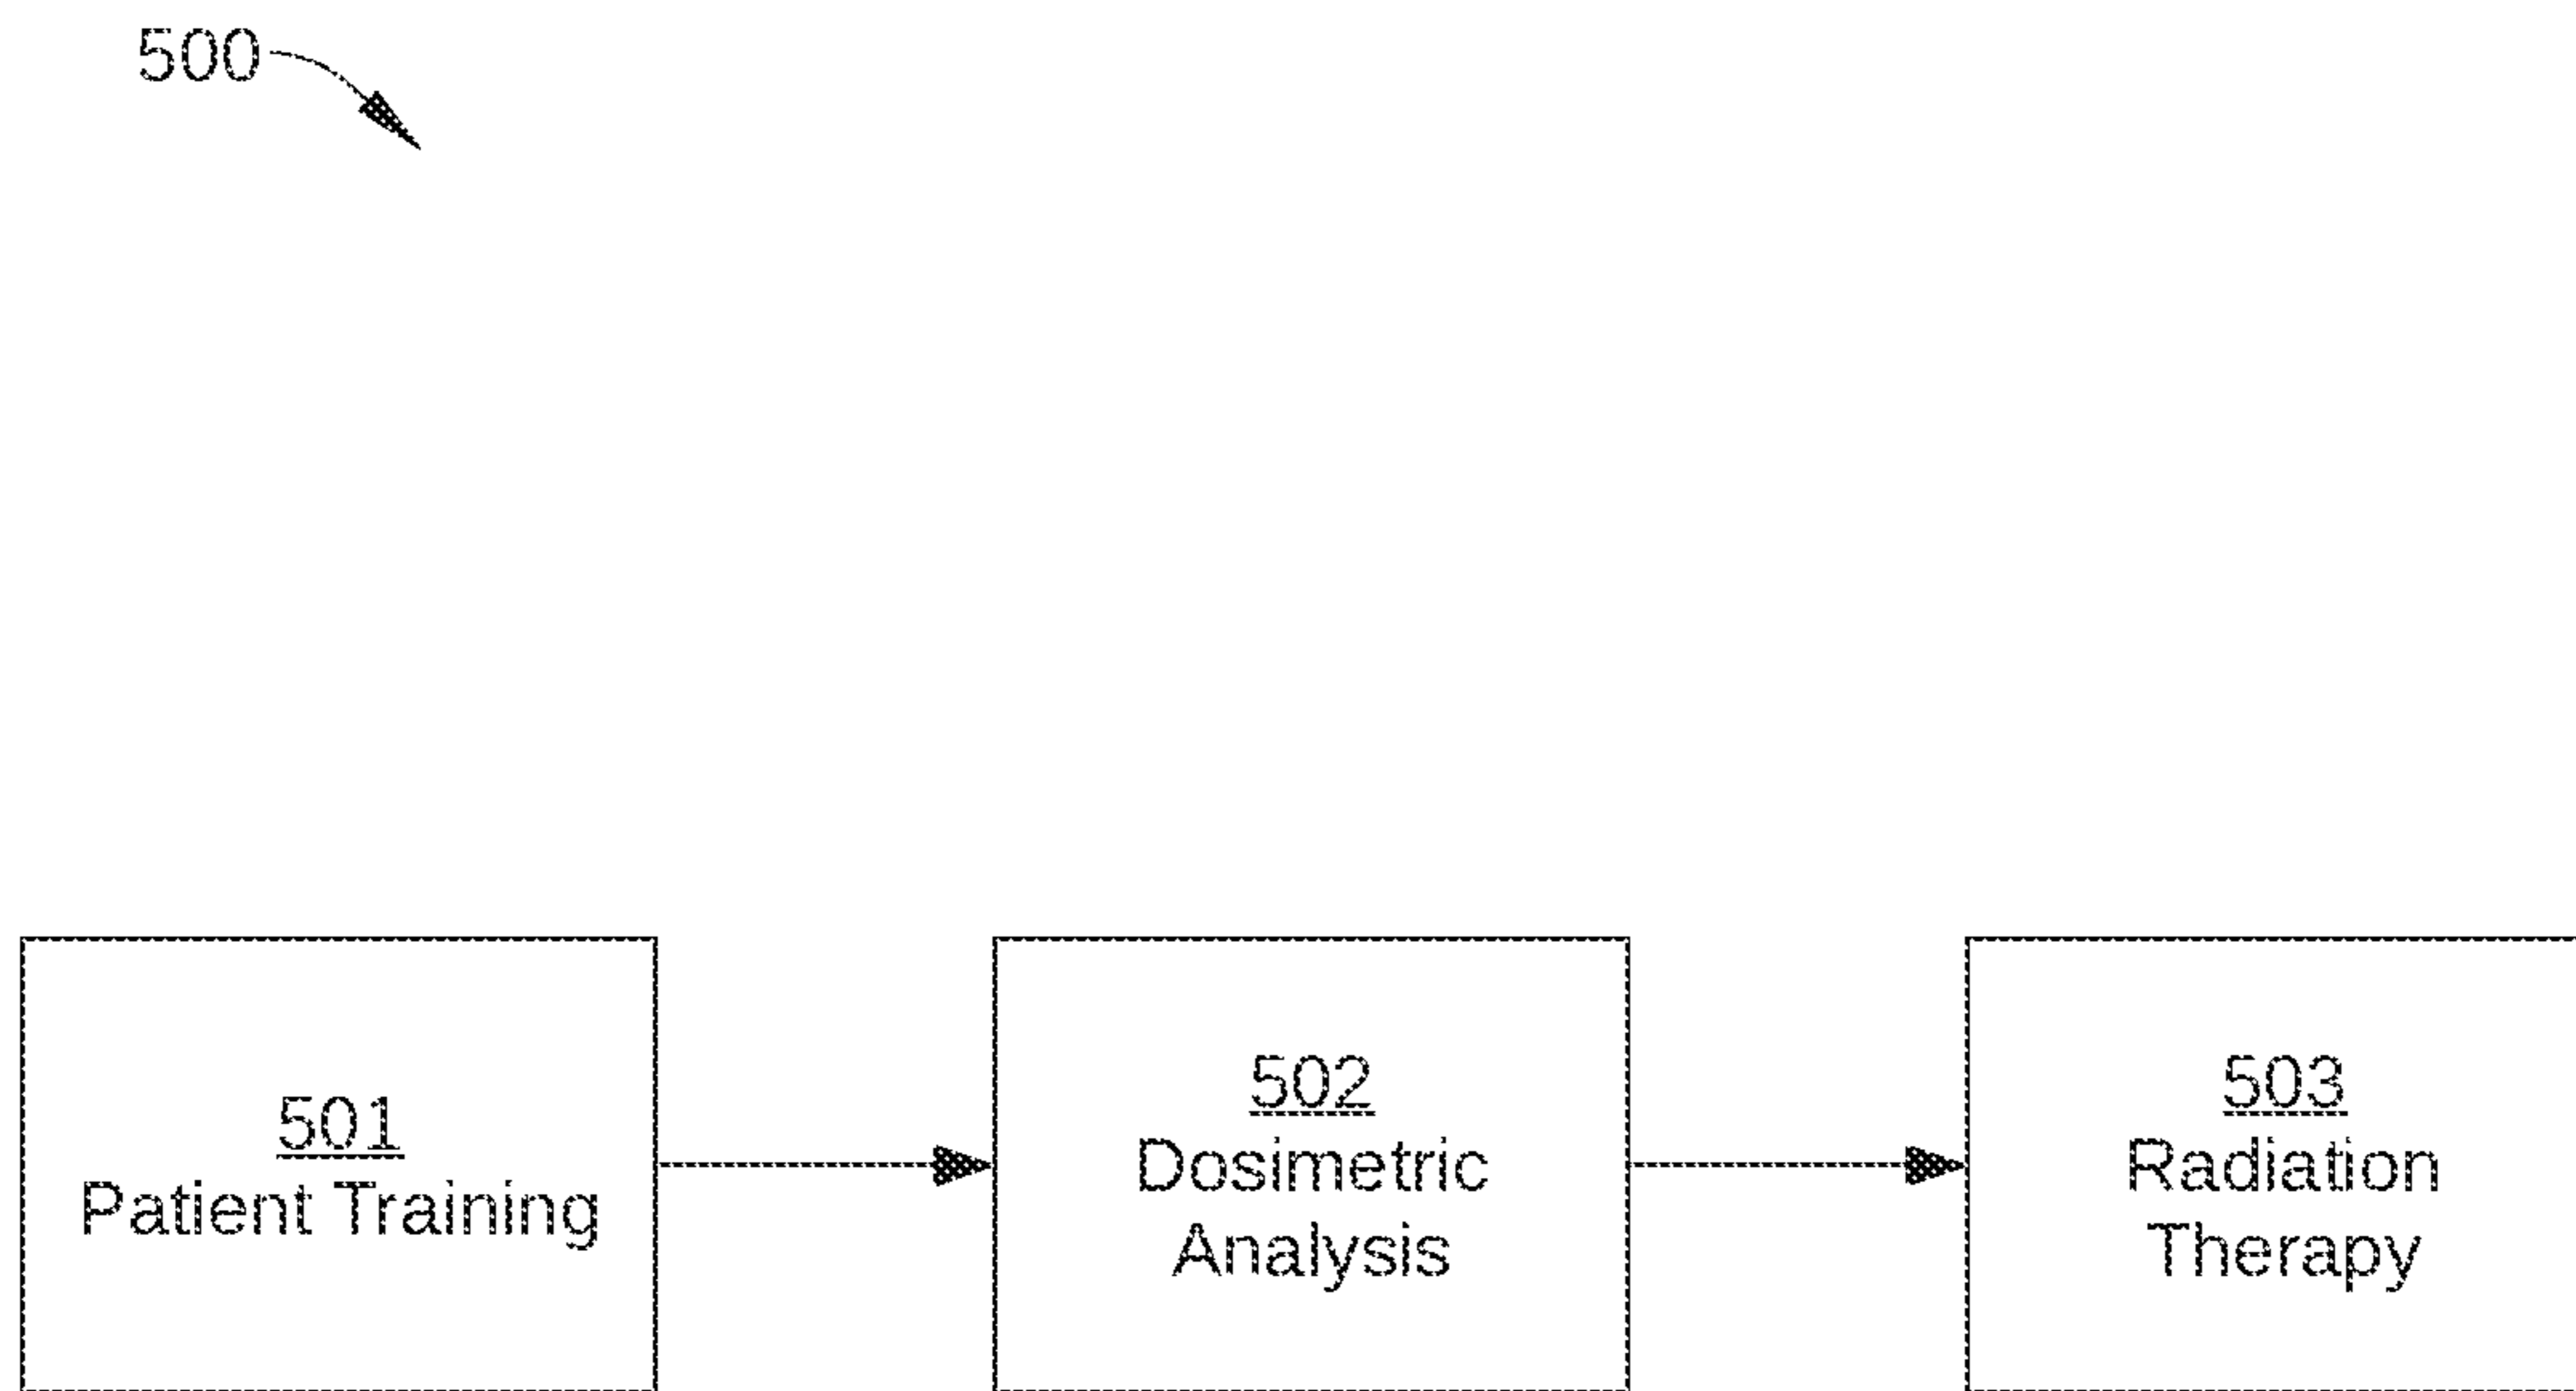 500
501
Patient Training
502
Dosimetric
Analysis
503
Radiation
Therapy